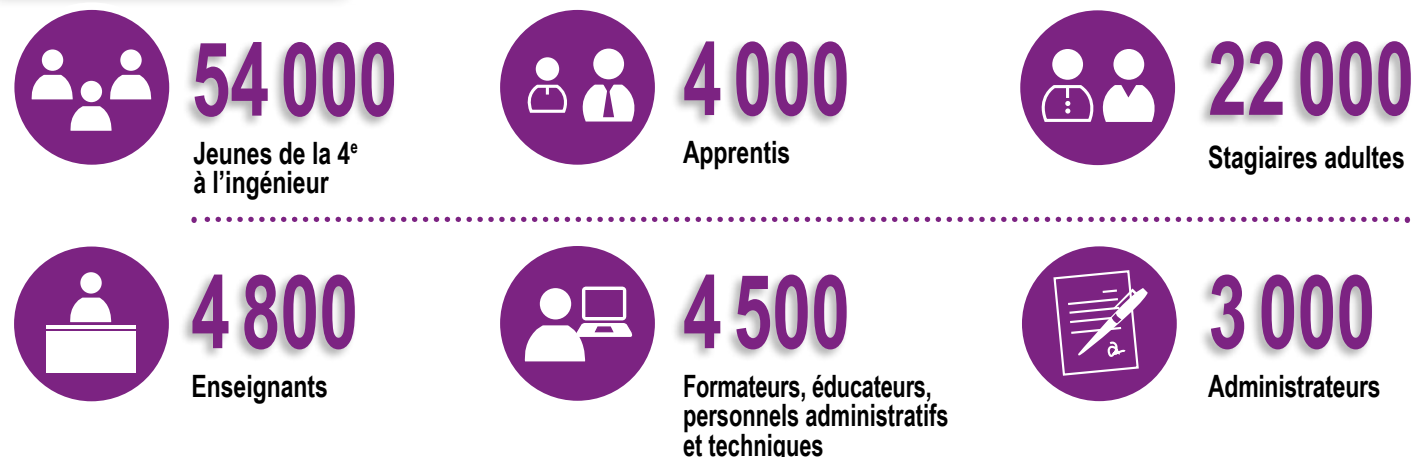 54 000
Jeunes de la 4e
à l'ingénieur
4 000
Apprentis
22 000
Stagiaires adultes
4 800
Enseignants
4 500
Formateurs, éducateurs,
personnels administratifs
et techniques
3 000
Administrateurs